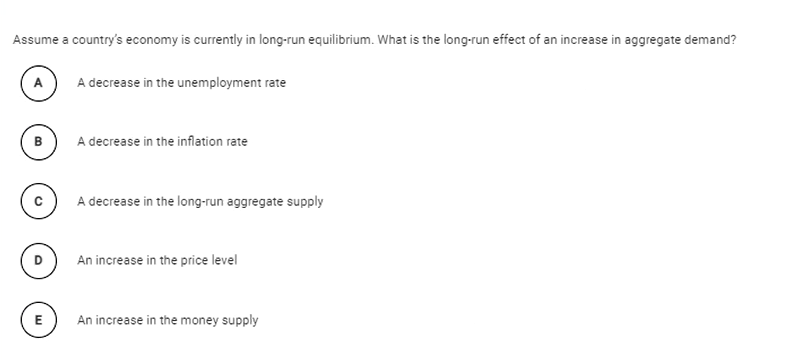 Assume a country's economy is currently in long-run equilibrium. What is the long-run effect of an increase in aggregate demand?
A A decrease in the unemployment rate
B A decrease in the inflation rate
C A decrease in the long-run aggregate supply
D An increase in the price level
E An increase in the money supply